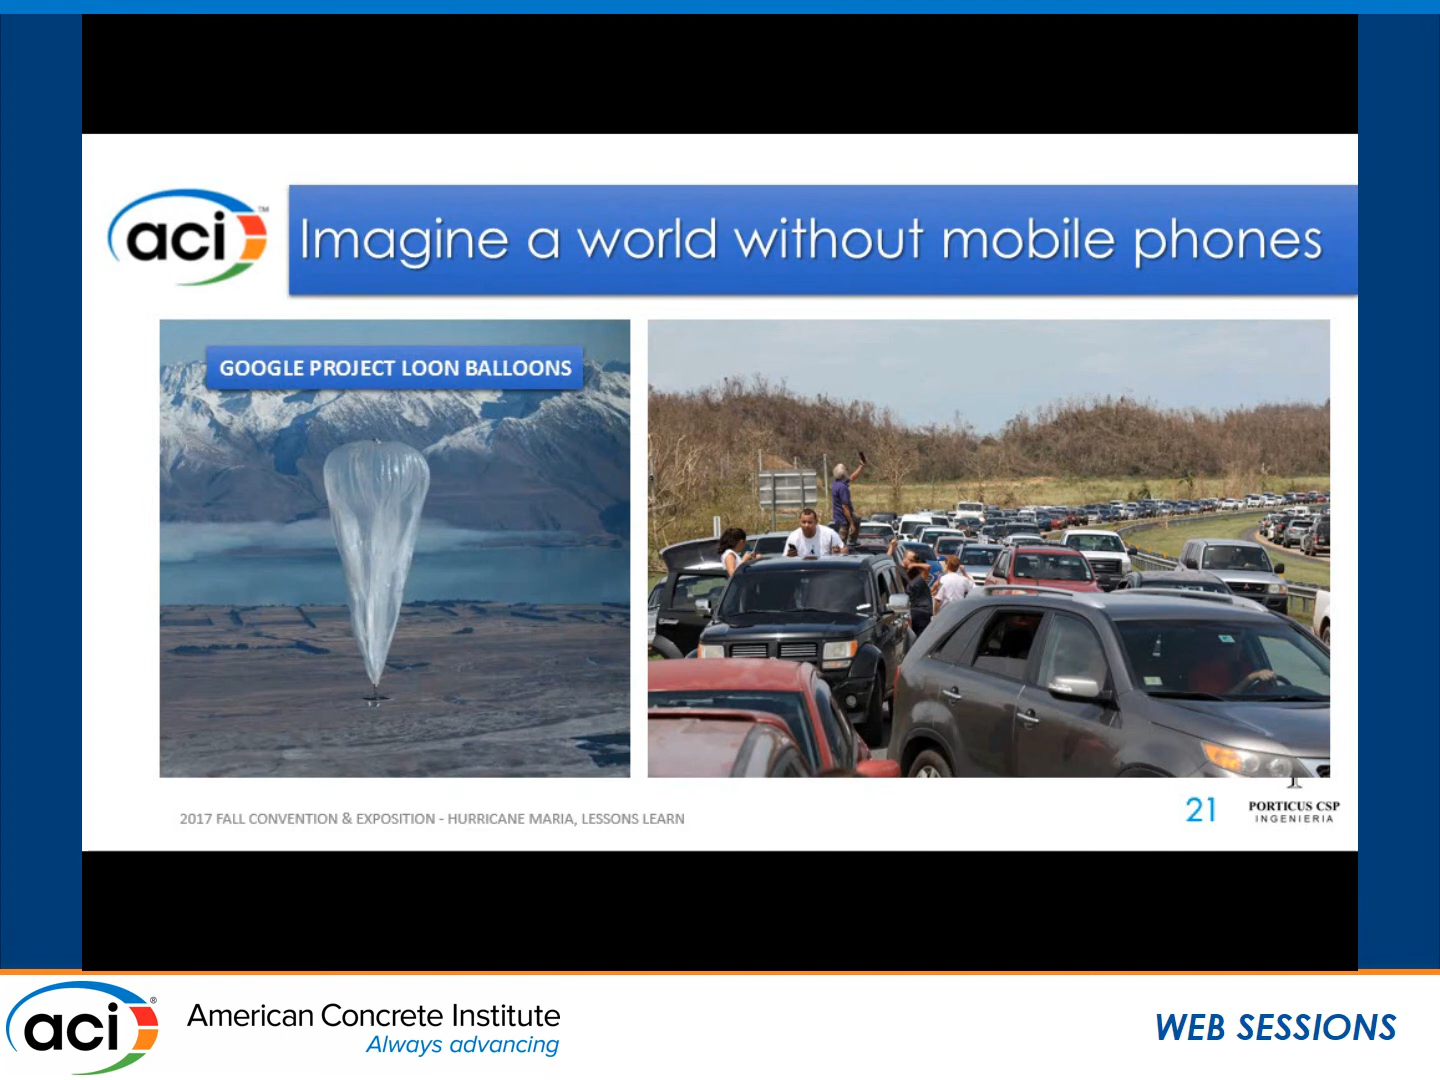 aci TM
Imagine a world without mobile phones
GOOGLE PROJECT LOON BALLOONS
2017 FALL CONVENTION & EXPOSITION - HURRICANE MARIA, LESSONS LEARN
21
PORTICUS CSP
INGENIERIA
aci ®
American Concrete Institute
Always advancing
WEB SESSIONS